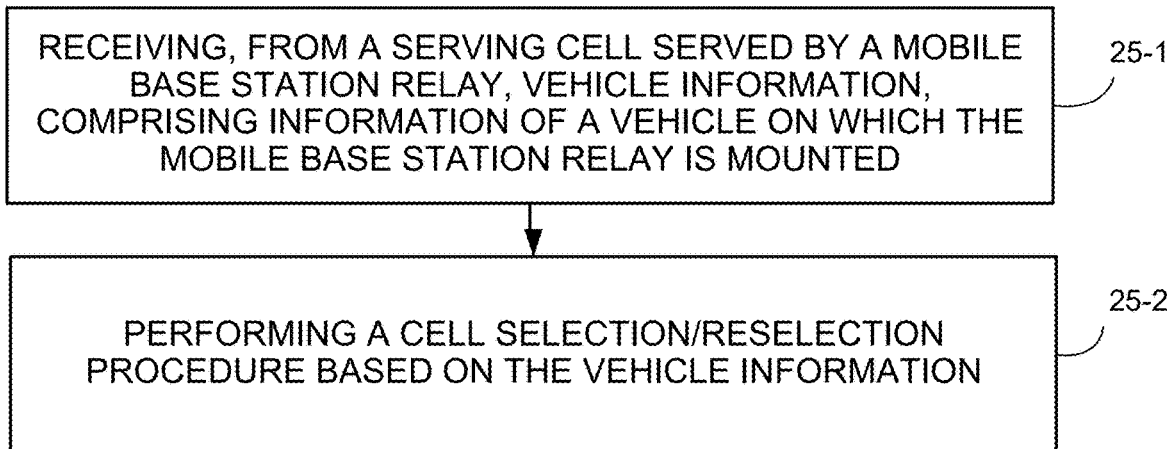 RECEIVING, FROM A SERVING CELL SERVED BY A MOBILE
BASE STATION RELAY, VEHICLE INFORMATION,
COMPRISING INFORMATION OF A VEHICLE ON WHICH THE
MOBILE BASE STATION RELAY IS MOUNTED
25-1
PERFORMING A CELL SELECTION/RESELECTION
PROCEDURE BASED ON THE VEHICLE INFORMATION
25-2